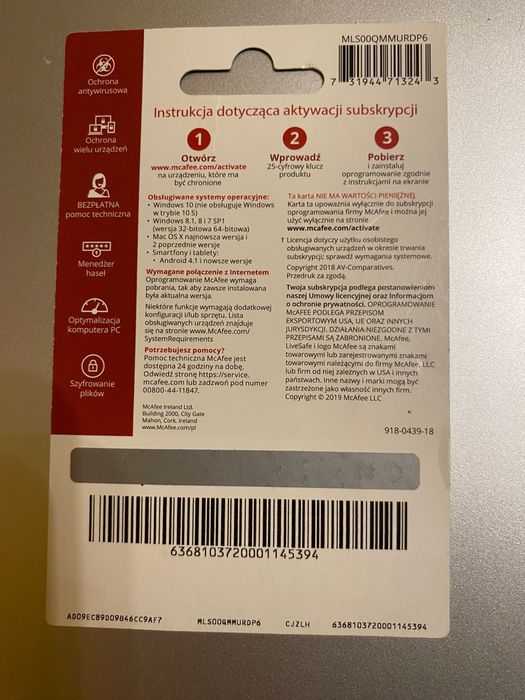 MLS00QMMURDP6
7 31944 71324 3
Ochrona
antywirusowa
Ochrona
wielu urządzeń
BEZPŁATNA
pomoc techniczna
Menedżer
haseł
Optymalizacja
komputera PC
Szyfrowanie
plików
Instrukcja dotycząca aktywacji subskrypcji
1
Otwórz
www.mcafee.com/activate
na urządzeniu, które ma
być chronione
2
Wprowadź
25-cyfrowy klucz
produktu
3
Pobierz
i zainstaluj
oprogramowanie zgodnie
z instrukcjami na ekranie
Obsługiwane systemy operacyjne:
• Windows 10 (nie obsługuje Windows
w trybie 10 S)
• Windows 8.1, 8 i 7 SP1
(wersja 32-bitowa 64-bitowa)
• Mac OS X najnowsza wersja i
2 poprzednie wersje
• Smartfony i tablety:
• Android 4.1 i nowsze wersje
Wymagane połączenie z Internetem
Oprogramowanie McAfee wymaga
pobrania, tak aby zawsze instalowana
była aktualna wersja.
Niektóre funkcje wymagają dodatkowej
konfiguracji i/lub sprzętu. Lista
obsługiwanych urządzeń znajduje
się na stronie www.McAfee.com/
SystemRequirements
Potrzebujesz pomocy?
Pomoc techniczna McAfee jest
dostępna 24 godziny na dobę.
Odwiedź stronę https://service.
mcafee.com lub zadzwoń pod numer
00800-44-11847.
McAfee Ireland Ltd.
Building 2000, City Gate
Mahon, Cork, Ireland
www.McAfee.com/pl
Ta karta NIE MA WARTOŚCI PIENIĘŻNEJ.
Karta ta upoważnia wyłącznie do subskrypcji
oprogramowania firmy McAfee i można jej
użyć wyłącznie na stronie
www.mcafee.com/activate
† Licencja dotyczy użytku osobistego
obsługiwanych urządzeń w okresie trwania
subskrypcji; sprawdź wymagania systemowe.
Copyright 2018 AV-Comparatives.
Przedruk za zgodą.
Twoja subskrypcja podlega postanowieniom
naszej Umowy licencyjnej oraz Informacjom
o ochronie prywatności. OPROGRAMOWANIE
McAFEE PODLEGA PRZEPISOM
EKSPORTOWYM USA, UE ORAZ INNYCH
JURYSDYKCJI. DZIAŁANIA NIEZGODNE Z TYMI
PRZEPISAMI SĄ ZABRONIONE. McAfee,
LiveSafe i logo McAfee są znakami
towarowymi lub zarejestrowanymi znakami
towarowymi należącymi do firmy McAfee, LLC
lub firm od niej zależnych w USA i innych
państwach. Inne nazwy i marki mogą być
zastrzeżone jako własność innych firm.
Copyright © 2019 McAfee LLC
918-0439-18
6368103720001145394
AD09EC89D09B46CC9AF7 MLS00QMMURDP6 CJZLH 6368103720001145394